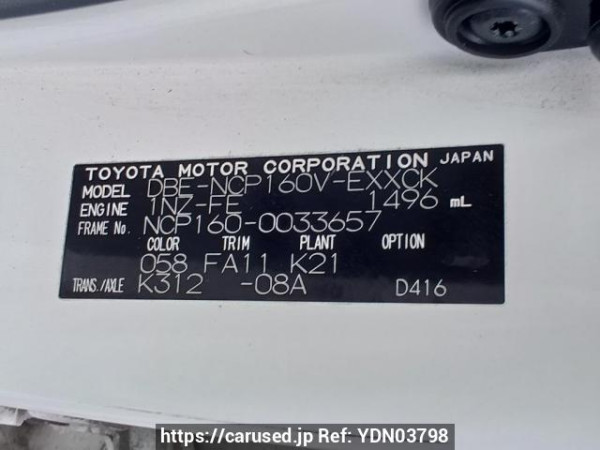 TOYOTA MOTOR CORPORATION JAPAN
MODEL DBE-NCP160V-EXXCK
ENGINE 1NZ-FE 1496 mL
FRAME No. NCP160-0033657
COLOR TRIM PLANT OPTION
058 FA11 K21
TRANS./AXLE K312 -08A D416
https://carused.jp Ref: YDN03798